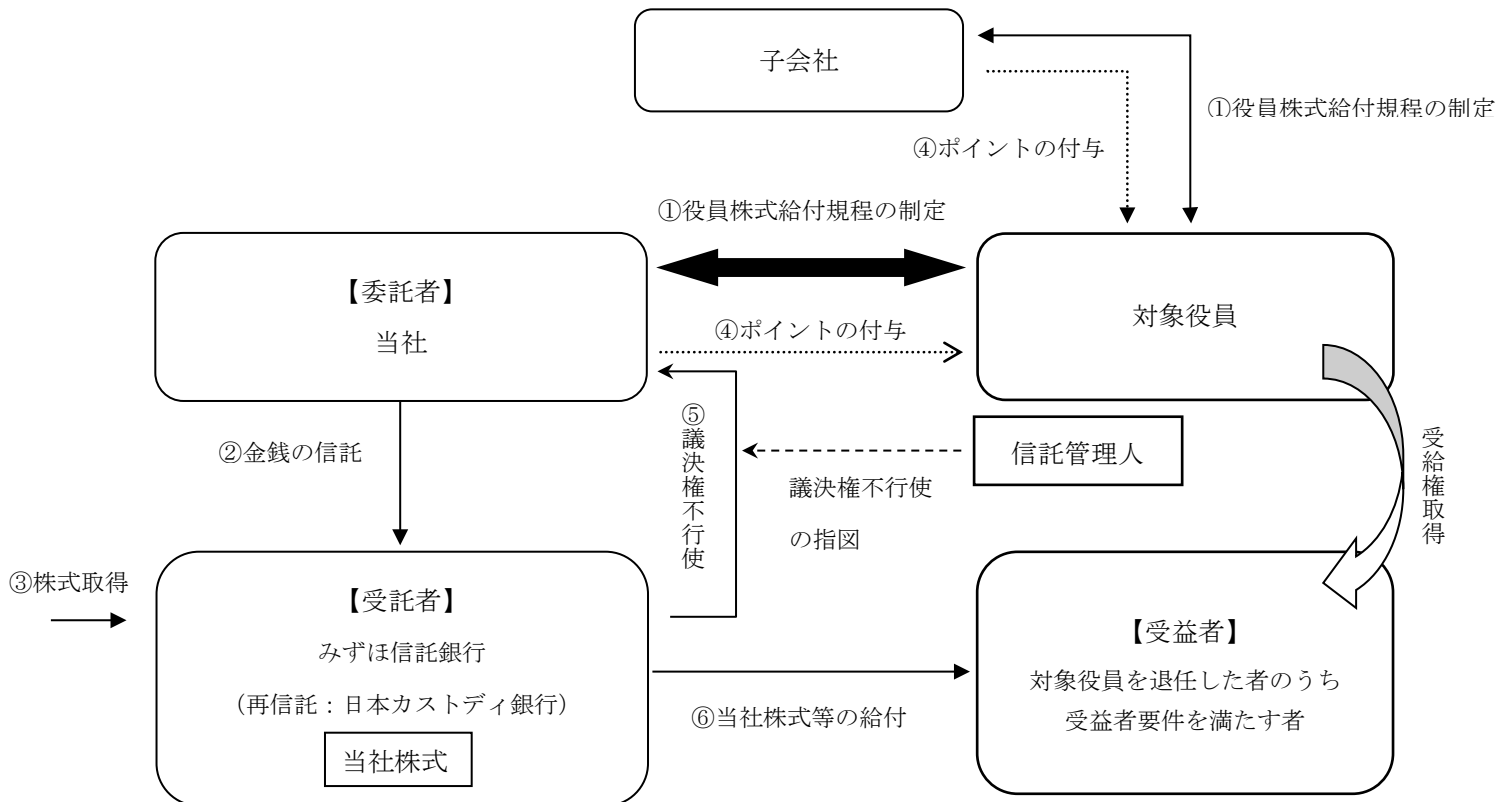 子会社
①役員株式給付規程の制定
④ポイントの付与
①役員株式給付規程の制定
【委託者】
当社
対象役員
④ポイントの付与
②金銭の信託
⑤議決権不行使
信託管理人
議決権不行使
の指図
受給権取得
③株式取得
【受託者】
みずほ信託銀行
(再信託：日本カストディ銀行)
当社株式
⑥当社株式等の給付
【受益者】
対象役員を退任した者のうち
受益者要件を満たす者